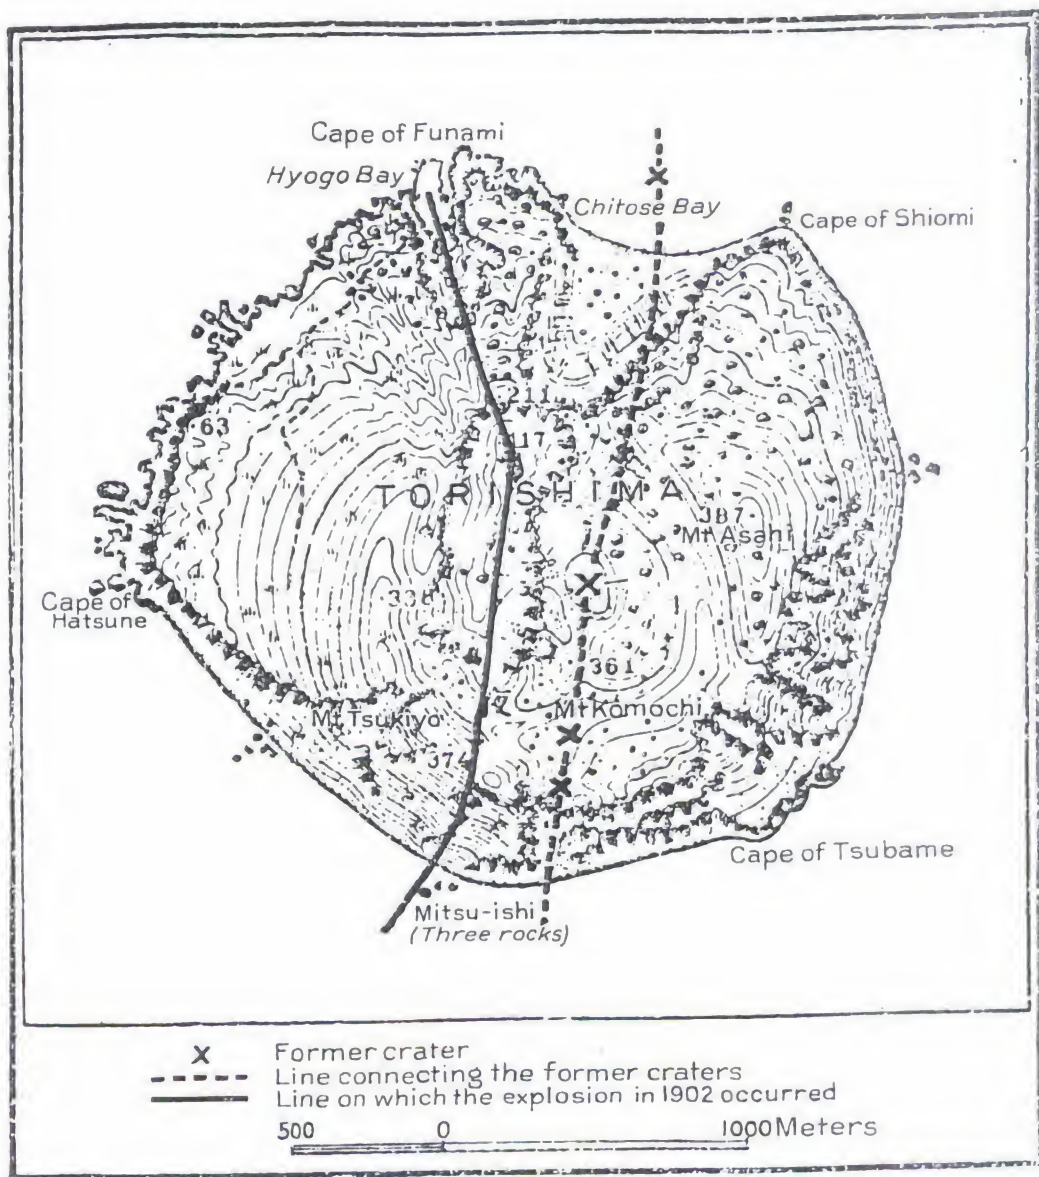 Cape of Funami
Hyogo Bay
Chitose Bay
Cape of Shiomi
63
211
117
TORISHIMA
387
Mt. Asahi
Cape of
Hatsune
361
Mt. Tsukiyo
Mt. Komochi
374
Cape of Tsubame
Mitsu-ishi
(Three rocks)
X Former crater
Line connecting the former craters
Line on which the explosion in 1902 occurred
500 0 1000 Meters